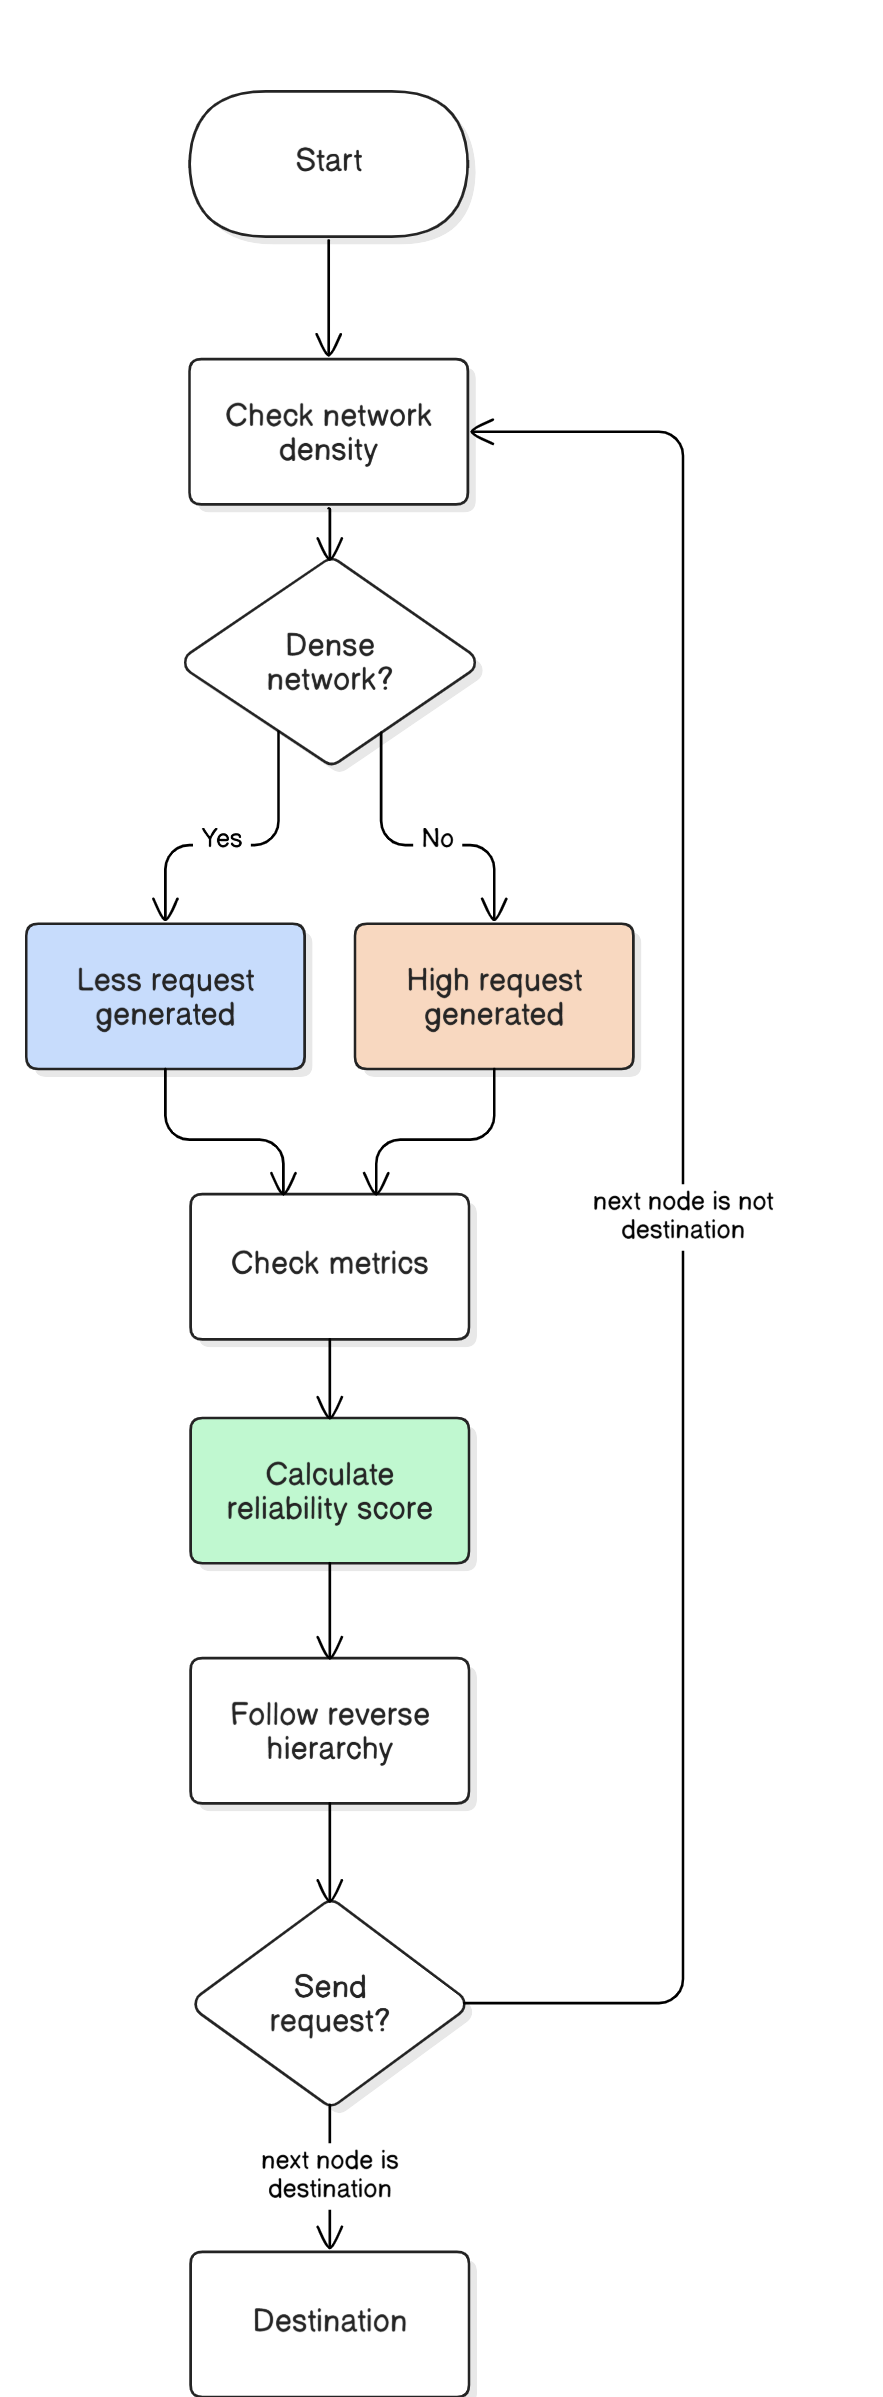 Start
Check network
density
Dense
network?
Yes
No
Less request
generated
High request
generated
Check metrics
next node is not
destination
Calculate
reliability score
Follow reverse
hierarchy
Send
request?
next node is
destination
Destination